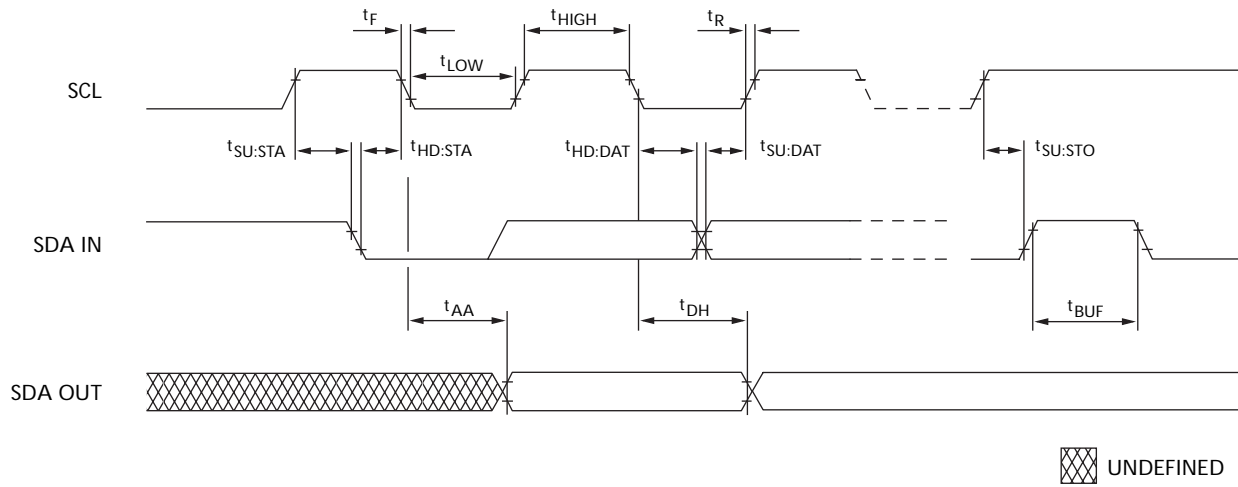 tF
tHIGH
tR
tLOW
SCL
tSU:STA
tHD:STA
tHD:DAT
tSU:DAT
tSU:STO
SDA IN
tAA
tDH
tBUF
SDA OUT
UNDEFINED